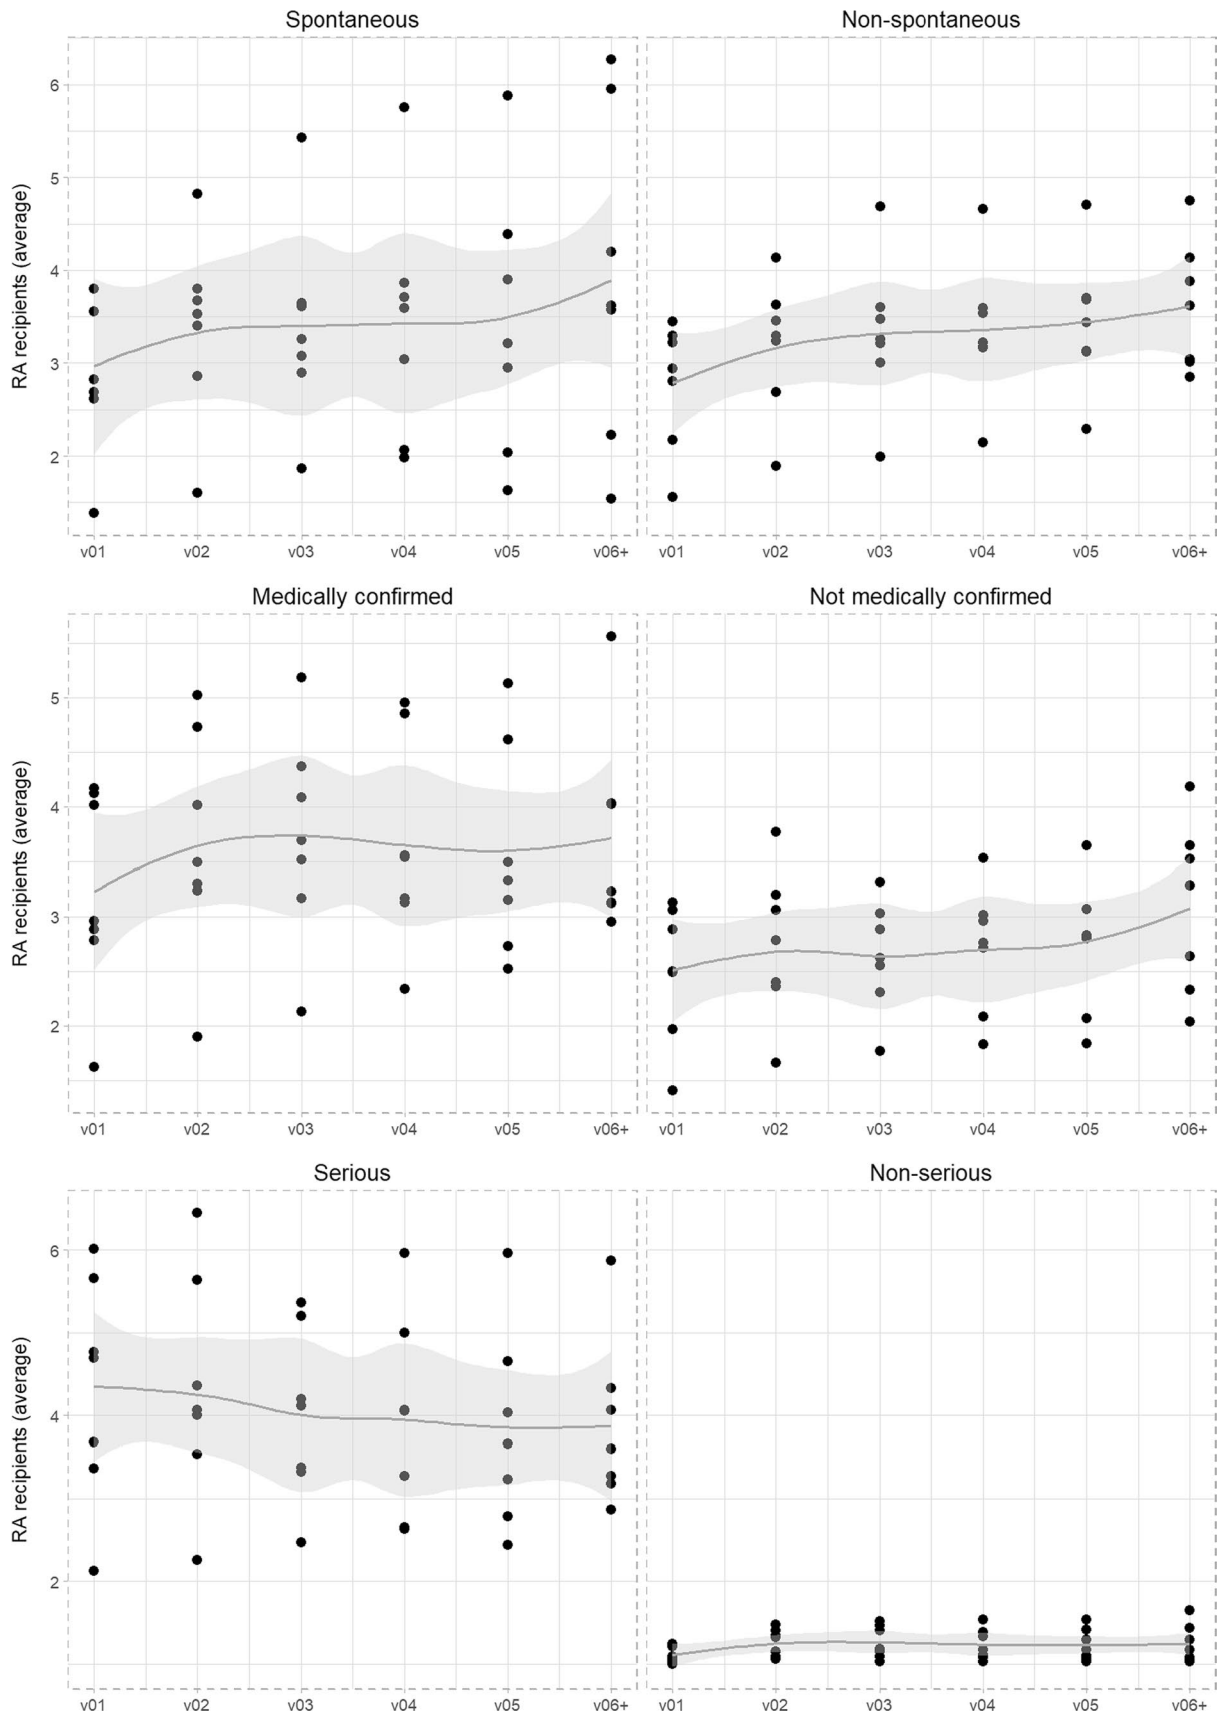 Spontaneous
Non-spontaneous
RA recipients (average)
6
5
4
3
2
v01 v02 v03 v04 v05 v06+
v01 v02 v03 v04 v05 v06+
Medically confirmed
Not medically confirmed
RA recipients (average)
5
4
3
2
v01 v02 v03 v04 v05 v06+
v01 v02 v03 v04 v05 v06+
Serious
Non-serious
RA recipients (average)
6
4
2
v01 v02 v03 v04 v05 v06+
v01 v02 v03 v04 v05 v06+